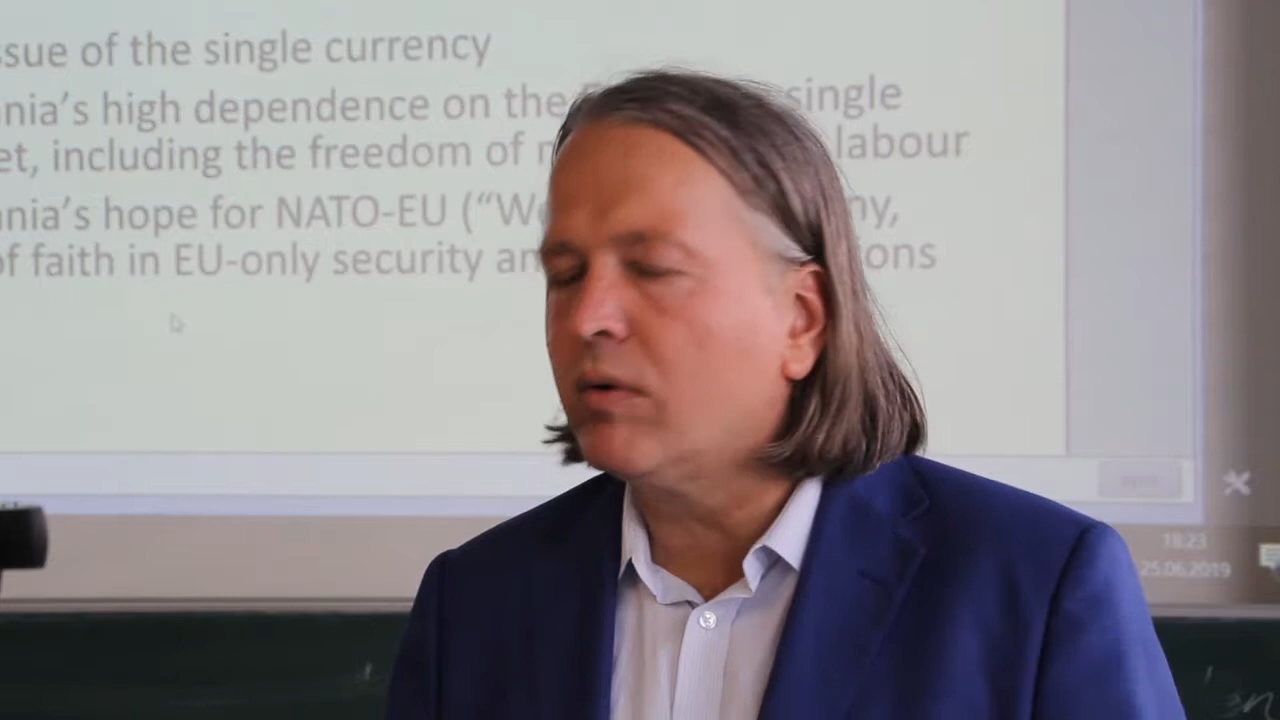 ssue of the single currency
nia's high dependence on the single
et, including the freedom of labour
nia's hope for NATO-EU ("We ny,
of faith in EU-only security an ons
18:23
25.06.2019